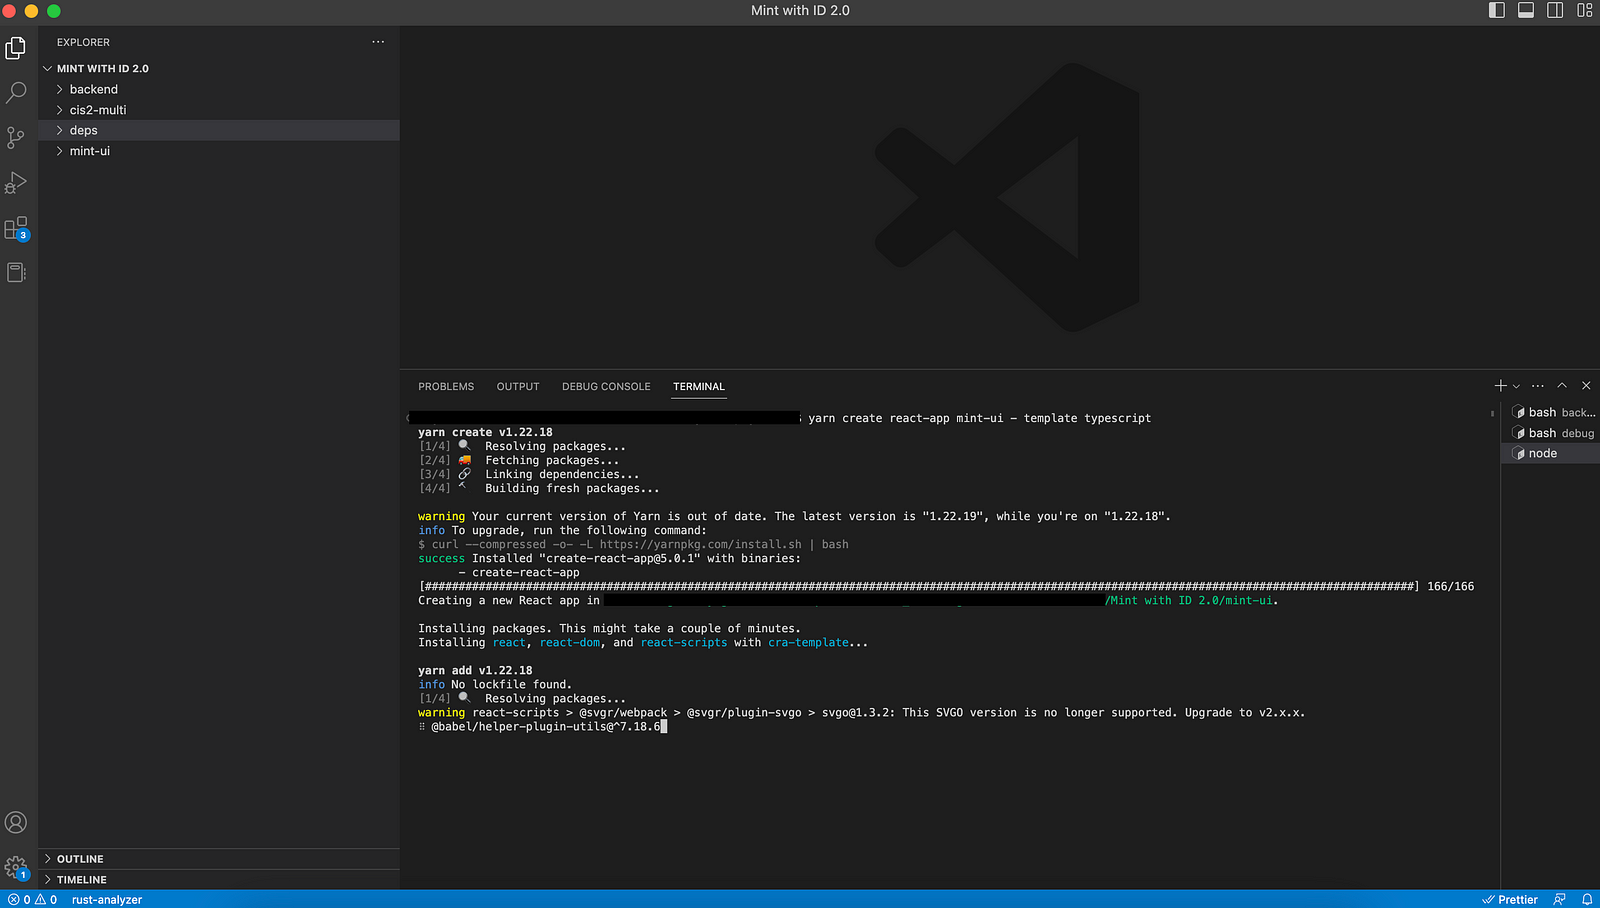 Mint with ID 2.0
EXPLORER
MINT WITH ID 2.0
backend
cis2-multi
deps
mint-ui
3
1
OUTLINE
TIMELINE
PROBLEMS OUTPUT DEBUG CONSOLE TERMINAL
yarn create react-app mint-ui - template typescript
yarn create v1.22.18
[1/4] Resolving packages...
[2/4] Fetching packages...
[3/4] Linking dependencies...
[4/4] Building fresh packages...
warning Your current version of Yarn is out of date. The latest version is "1.22.19", while you're on "1.22.18".
info To upgrade, run the following command:
$ curl --compressed -o- -L https://yarnpkg.com/install.sh | bash
success Installed "create-react-app@5.0.1" with binaries:
- create-react-app
[###################################################################################################################################################] 166/166
Creating a new React app in /Mint with ID 2.0/mint-ui.
Installing packages. This might take a couple of minutes.
Installing react, react-dom, and react-scripts with cra-template...
yarn add v1.22.18
info No lockfile found.
[1/4] Resolving packages...
warning react-scripts > @svgr/webpack > @svgr/plugin-svgo > svgo@1.3.2: This SVGO version is no longer supported. Upgrade to v2.x.x.
⠿ @babel/helper-plugin-utils@^7.18.6
bash back...
bash debug
node
0 0 rust-analyzer
Prettier